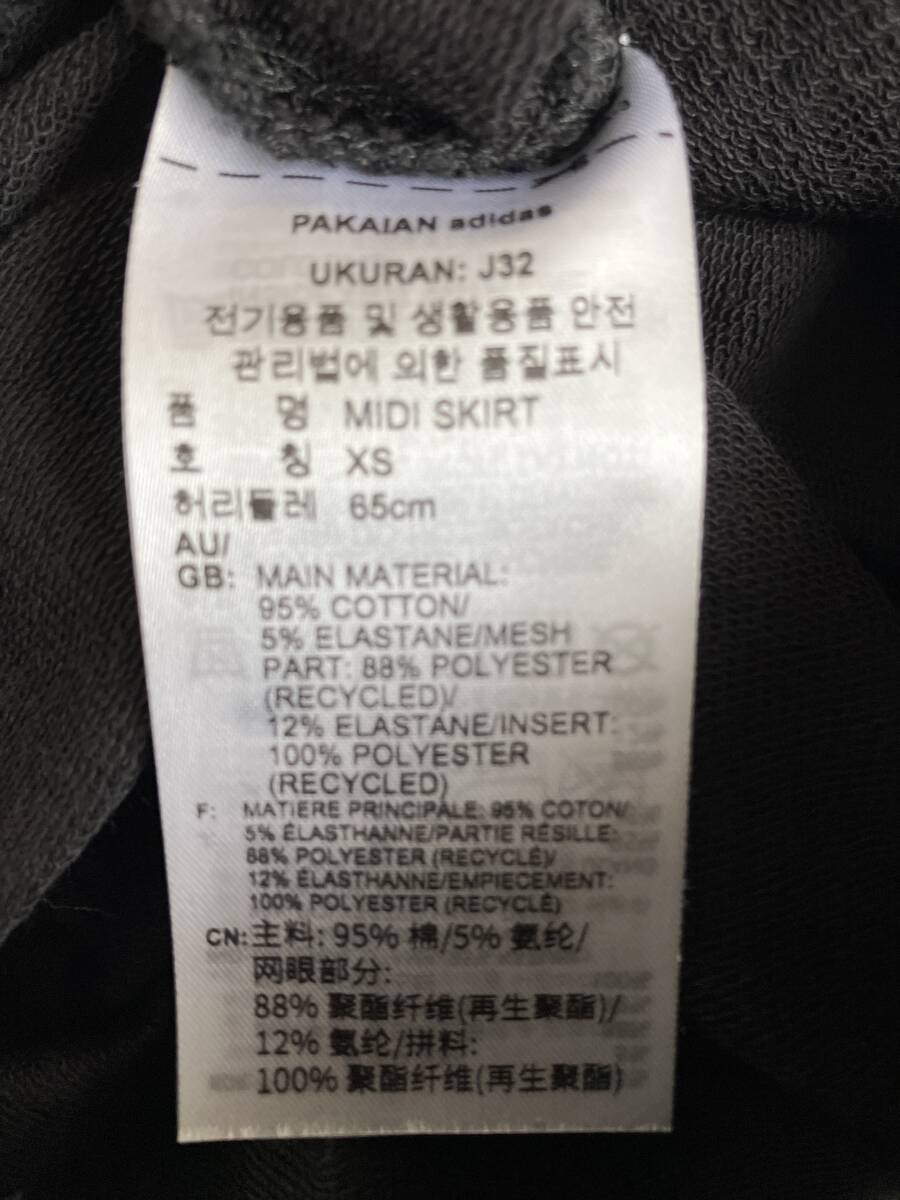 PAKAIAN adidas
UKURAN: J32
전기용품 및 생활용품 안전
관리법에 의한 품질표시
품 명 MIDI SKIRT
호 칭 XS
허리둘레 65cm
AU/
GB: MAIN MATERIAL:
95% COTTON/
5% ELASTANE/MESH
PART: 88% POLYESTER
(RECYCLED)/
12% ELASTANE/INSERT:
100% POLYESTER
(RECYCLED)
F: MATIERE PRINCIPALE: 95% COTON/
5% ÉLASTHANNE/PARTIE RÉSILLE:
88% POLYESTER (RECYCLÉ)/
12% ÉLASTHANNE/EMPIECEMENT:
100% POLYESTER (RECYCLÉ)
CN: 主料: 95% 棉/5% 氨纶/
网眼部分:
88% 聚酯纤维(再生聚酯)/
12% 氨纶/拼料:
100% 聚酯纤维(再生聚酯)